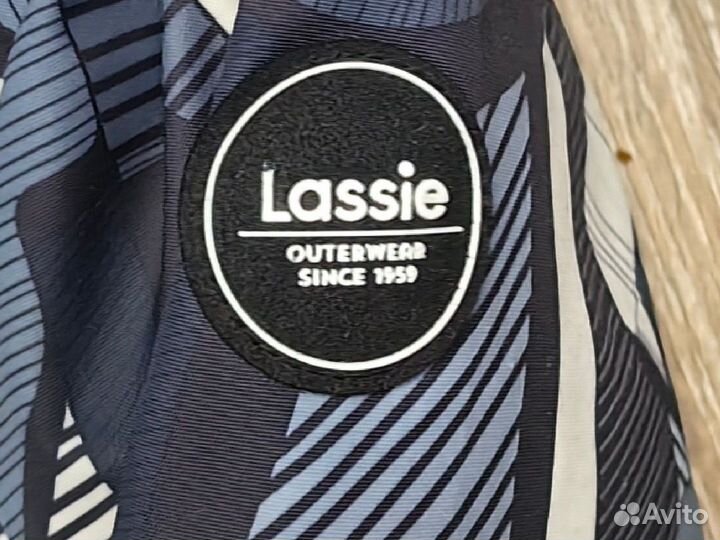 Lassie
OUTERWEAR
SINCE 1959
Avito